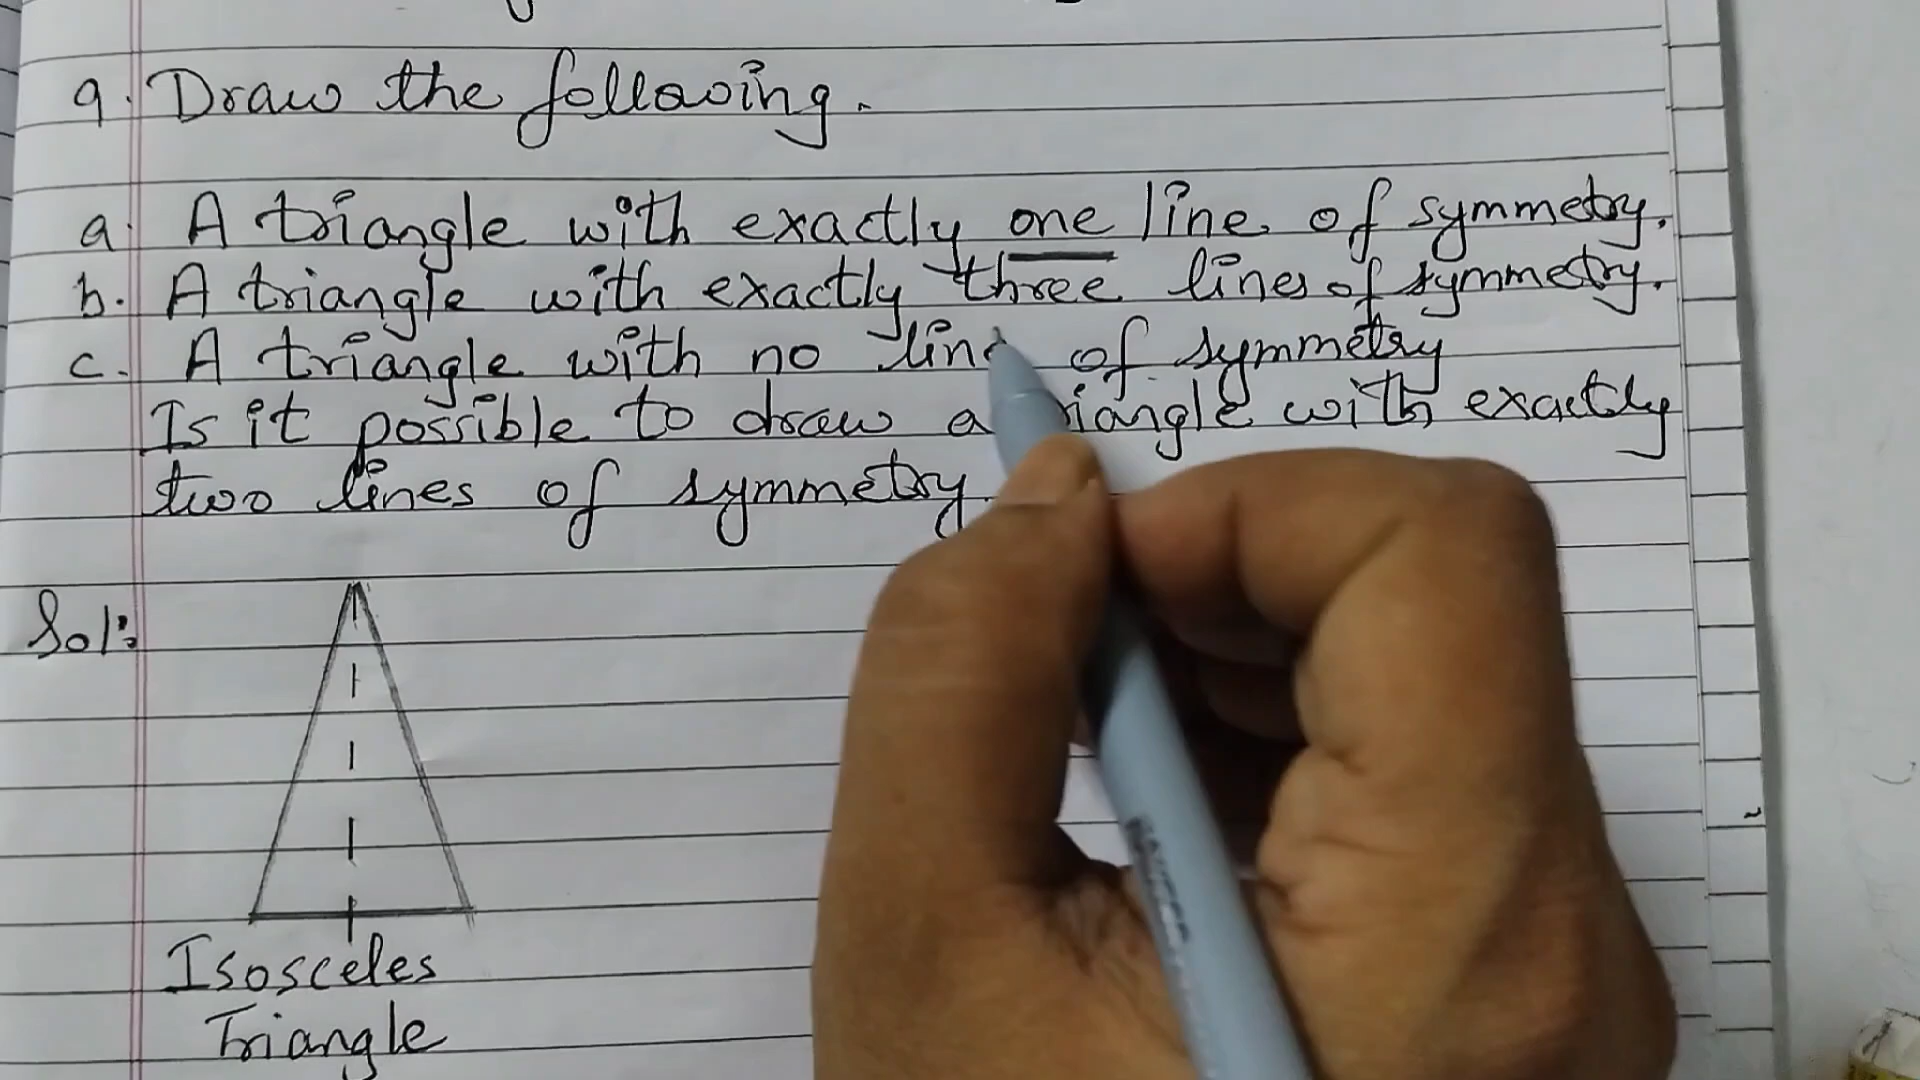 9. Draw the following.
a. A triangle with exactly one line of symmetry.
b. A triangle with exactly three lines of symmetry.
c. A triangle with no line of symmetry
Is it possible to draw a triangle with exactly
two lines of symmetry
Sol:
Isosceles
Triangle